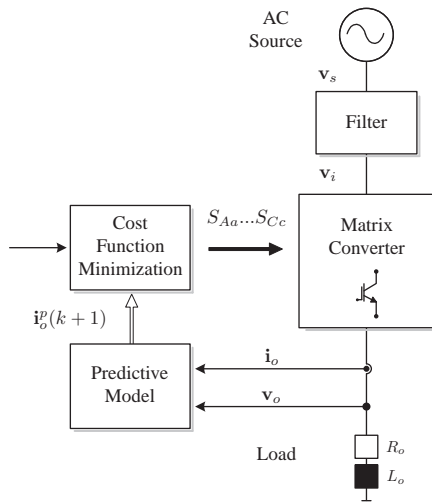 AC
Source
v_s
Filter
v_i
Cost
Function
Minimization
S_{Aa}...S_{Cc}
Matrix
Converter
i_o^p(k + 1)
Predictive
Model
i_o
v_o
Load
R_o
L_o